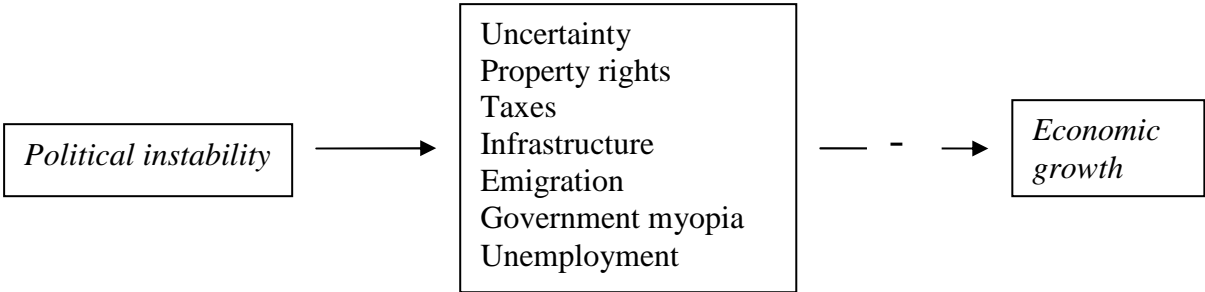 Political instability
Uncertainty
Property rights
Taxes
Infrastructure
Emigration
Government myopia
Unemployment
-
Economic
growth